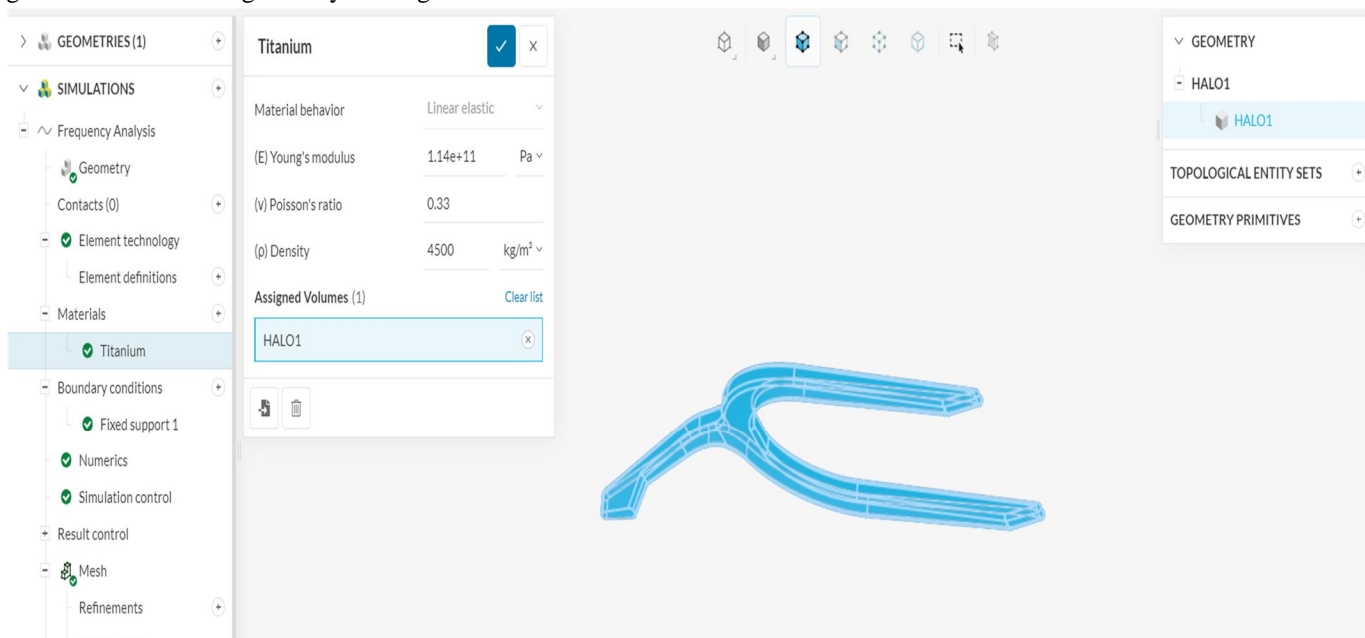 GEOMETRIES (1)
SIMULATIONS
Frequency Analysis
Geometry
Contacts (0)
Element technology
Element definitions
Materials
Titanium
Boundary conditions
Fixed support 1
Numerics
Simulation control
Result control
Mesh
Refinements
Titanium
Material behavior Linear elastic
(E) Young's modulus 1.14e+11 Pa
(v) Poisson's ratio 0.33
(ρ) Density 4500 kg/m³
Assigned Volumes (1) Clear list
HALO1
GEOMETRY
HALO1
HALO1
TOPOLOGICAL ENTITY SETS
GEOMETRY PRIMITIVES